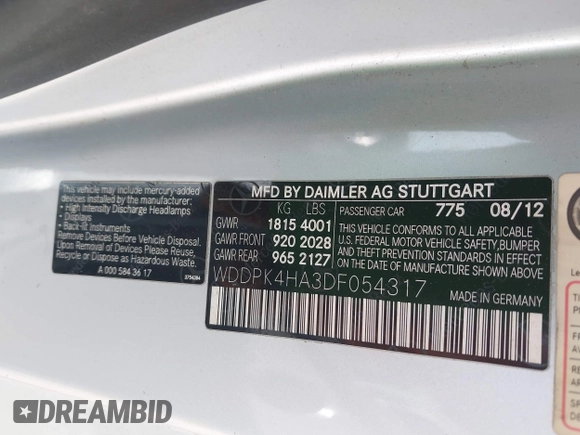 This vehicle may include mercury-added
devices installed by the manufacturer:
• High Intensity Discharge Headlamps
• Displays
• Back-lit Instruments
Remove Devices before Vehicle Disposal.
Upon Removal of Devices Please Reuse,
Recycle or Dispose as Hazardous Waste.
A 000 584 36 17
MFD BY DAIMLER AG STUTTGART
KG LBS
GVWR 1815 4001
GAWR FRONT 920 2028
GAWR REAR 965 2127
PASSENGER CAR 775 08/12
THIS VEHICLE CONFORMS TO ALL APPLICABLE
U.S. FEDERAL MOTOR VEHICLE SAFETY,BUMPER
AND THEFT PREVENTION STANDARDS IN EFFECT
ON THE DATE OF MANUFACTURE SHOWN ABOVE.
WDDPK4HA3DF054317
MADE IN GERMANY
DREAMBID